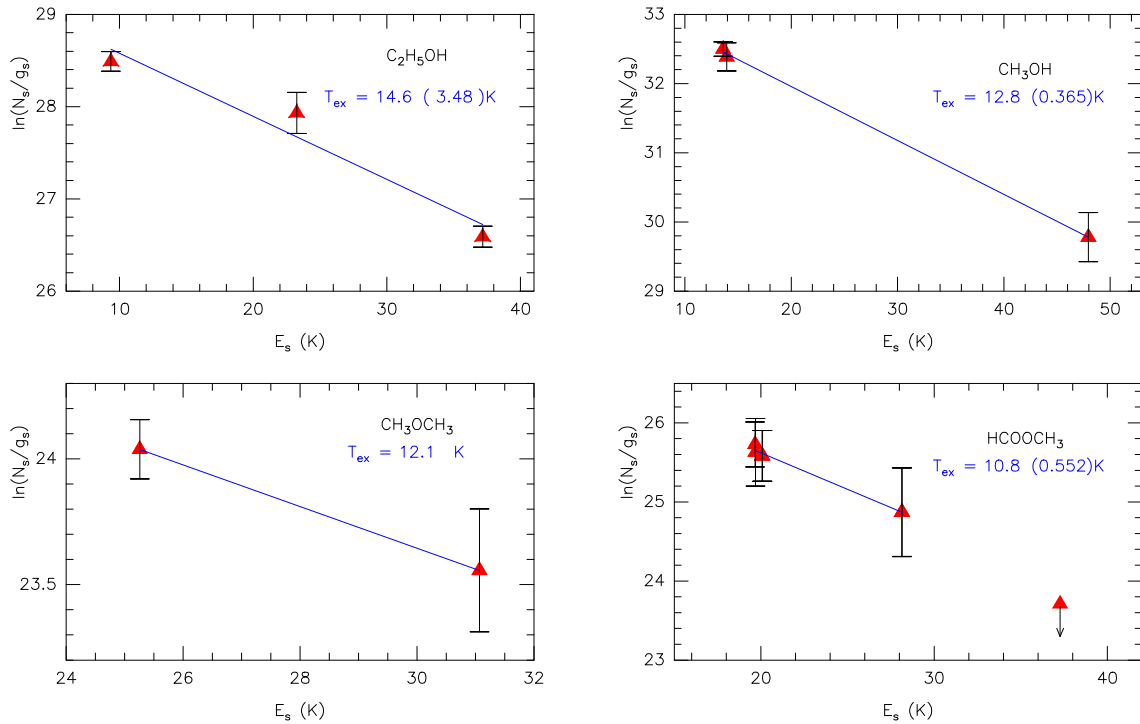 29
28
27
26
ln(Nₛ/gₛ)
C₂H₅OH
Tₑₓ = 14.6 ( 3.48)K
10
20
30
40
Eₛ (K)
33
32
31
30
29
ln(Nₛ/gₛ)
CH₃OH
Tₑₓ = 12.8 (0.365)K
10
20
30
40
50
Eₛ (K)
24
23.5
ln(Nₛ/gₛ)
CH₃OCH₃
Tₑₓ = 12.1 K
24
26
28
30
32
Eₛ (K)
26
25
24
23
ln(Nₛ/gₛ)
HCOOCH₃
Tₑₓ = 10.8 (0.552)K
20
30
40
Eₛ (K)